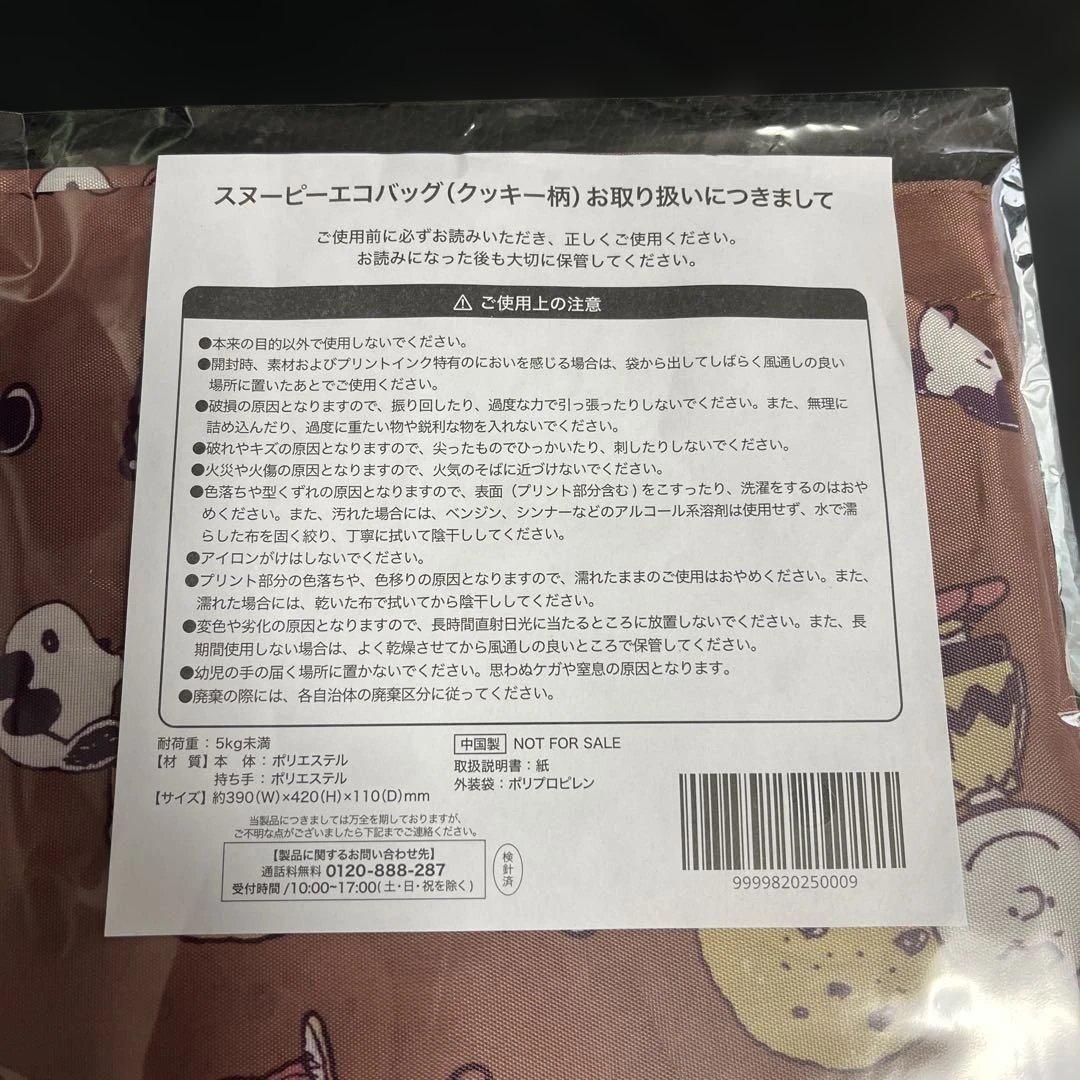 スヌーピーエコバッグ(クッキー柄)お取り扱いにつきまして
ご使用前に必ずお読みいただき、正しくご使用ください。
お読みになった後も大切に保管してください。
⚠ ご使用上の注意
●本来の目的以外で使用しないでください。
●開封時、素材およびプリントインク特有のにおいを感じる場合は、袋から出してしばらく風通しの良い
場所に置いたあとでご使用ください。
●破損の原因となりますので、振り回したり、過度な力で引っ張ったりしないでください。また、無理に
詰め込んだり、過度に重たい物や鋭利な物を入れないでください。
●破れやキズの原因となりますので、尖ったものでひっかいたり、刺したりしないでください。
●火災や火傷の原因となりますので、火気のそばに近づけないでください。
●色落ちや型くずれの原因となりますので、表面(プリント部分含む)をこすったり、洗濯をするのはおや
めください。また、汚れた場合には、ベンジン、シンナーなどのアルコール系溶剤は使用せず、水で濡
らした布を固く絞り、丁寧に拭いて陰干ししてください。
●アイロンがけはしないでください。
●プリント部分の色落ちや、色移りの原因となりますので、濡れたままのご使用はおやめください。また、
濡れた場合には、乾いた布で拭いてから陰干ししてください。
●変色や劣化の原因となりますので、長時間直射日光に当たるところに放置しないでください。また、長
期間使用しない場合は、よく乾燥させてから風通しの良いところで保管してください。
●幼児の手の届く場所に置かないでください。思わぬケガや窒息の原因となります。
●廃棄の際には、各自治体の廃棄区分に従ってください。
耐荷重:5kg未満
【材 質】本 体:ポリエステル
持ち手:ポリエステル
【サイズ】約390(W)×420(H)×110(D)mm
中国製 NOT FOR SALE
取扱説明書:紙
外装袋:ポリプロピレン
当製品につきましては万全を期しておりますが、
ご不明な点がございましたら下記までご連絡ください。
【製品に関するお問い合わせ先】
通話料無料 0120-888-287
受付時間/10:00~17:00(土・日・祝を除く)
検針済
9999820250009